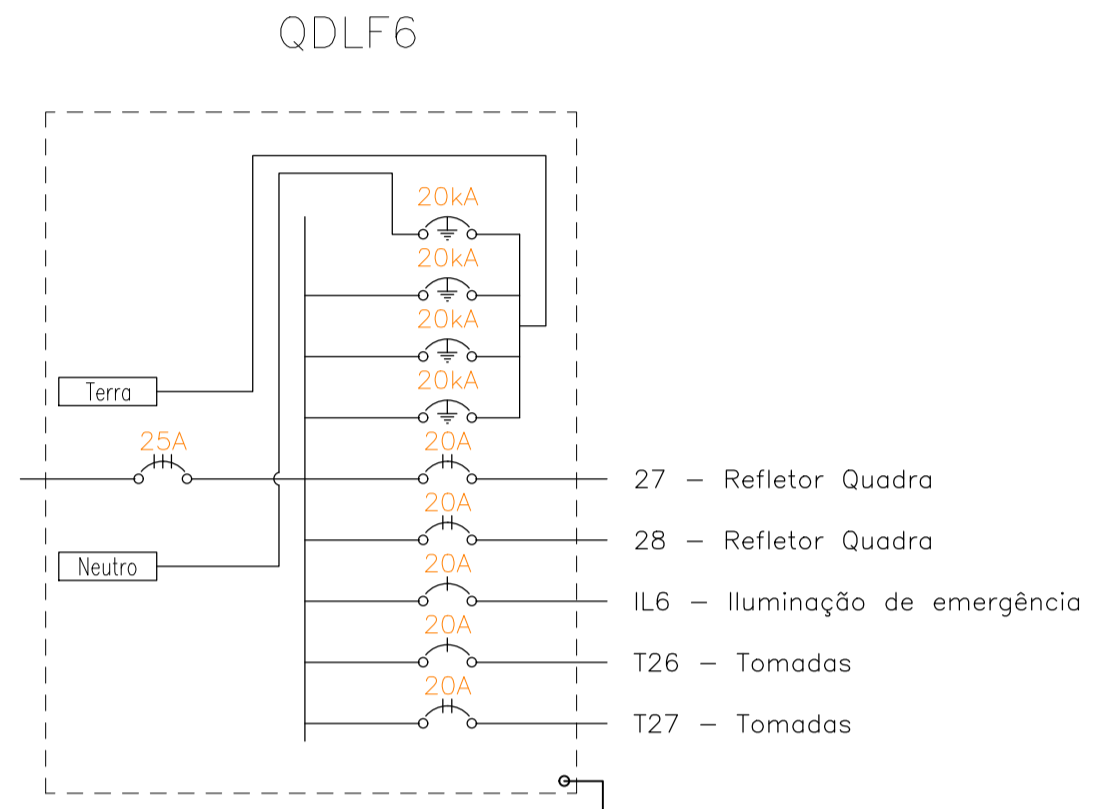 QDLF6
20kA
20kA
20kA
20kA
Terra
25A
20A
27 – Refletor Quadra
20A
28 – Refletor Quadra
Neutro
20A
IL6 – Iluminação de emergência
20A
T26 – Tomadas
20A
T27 – Tomadas